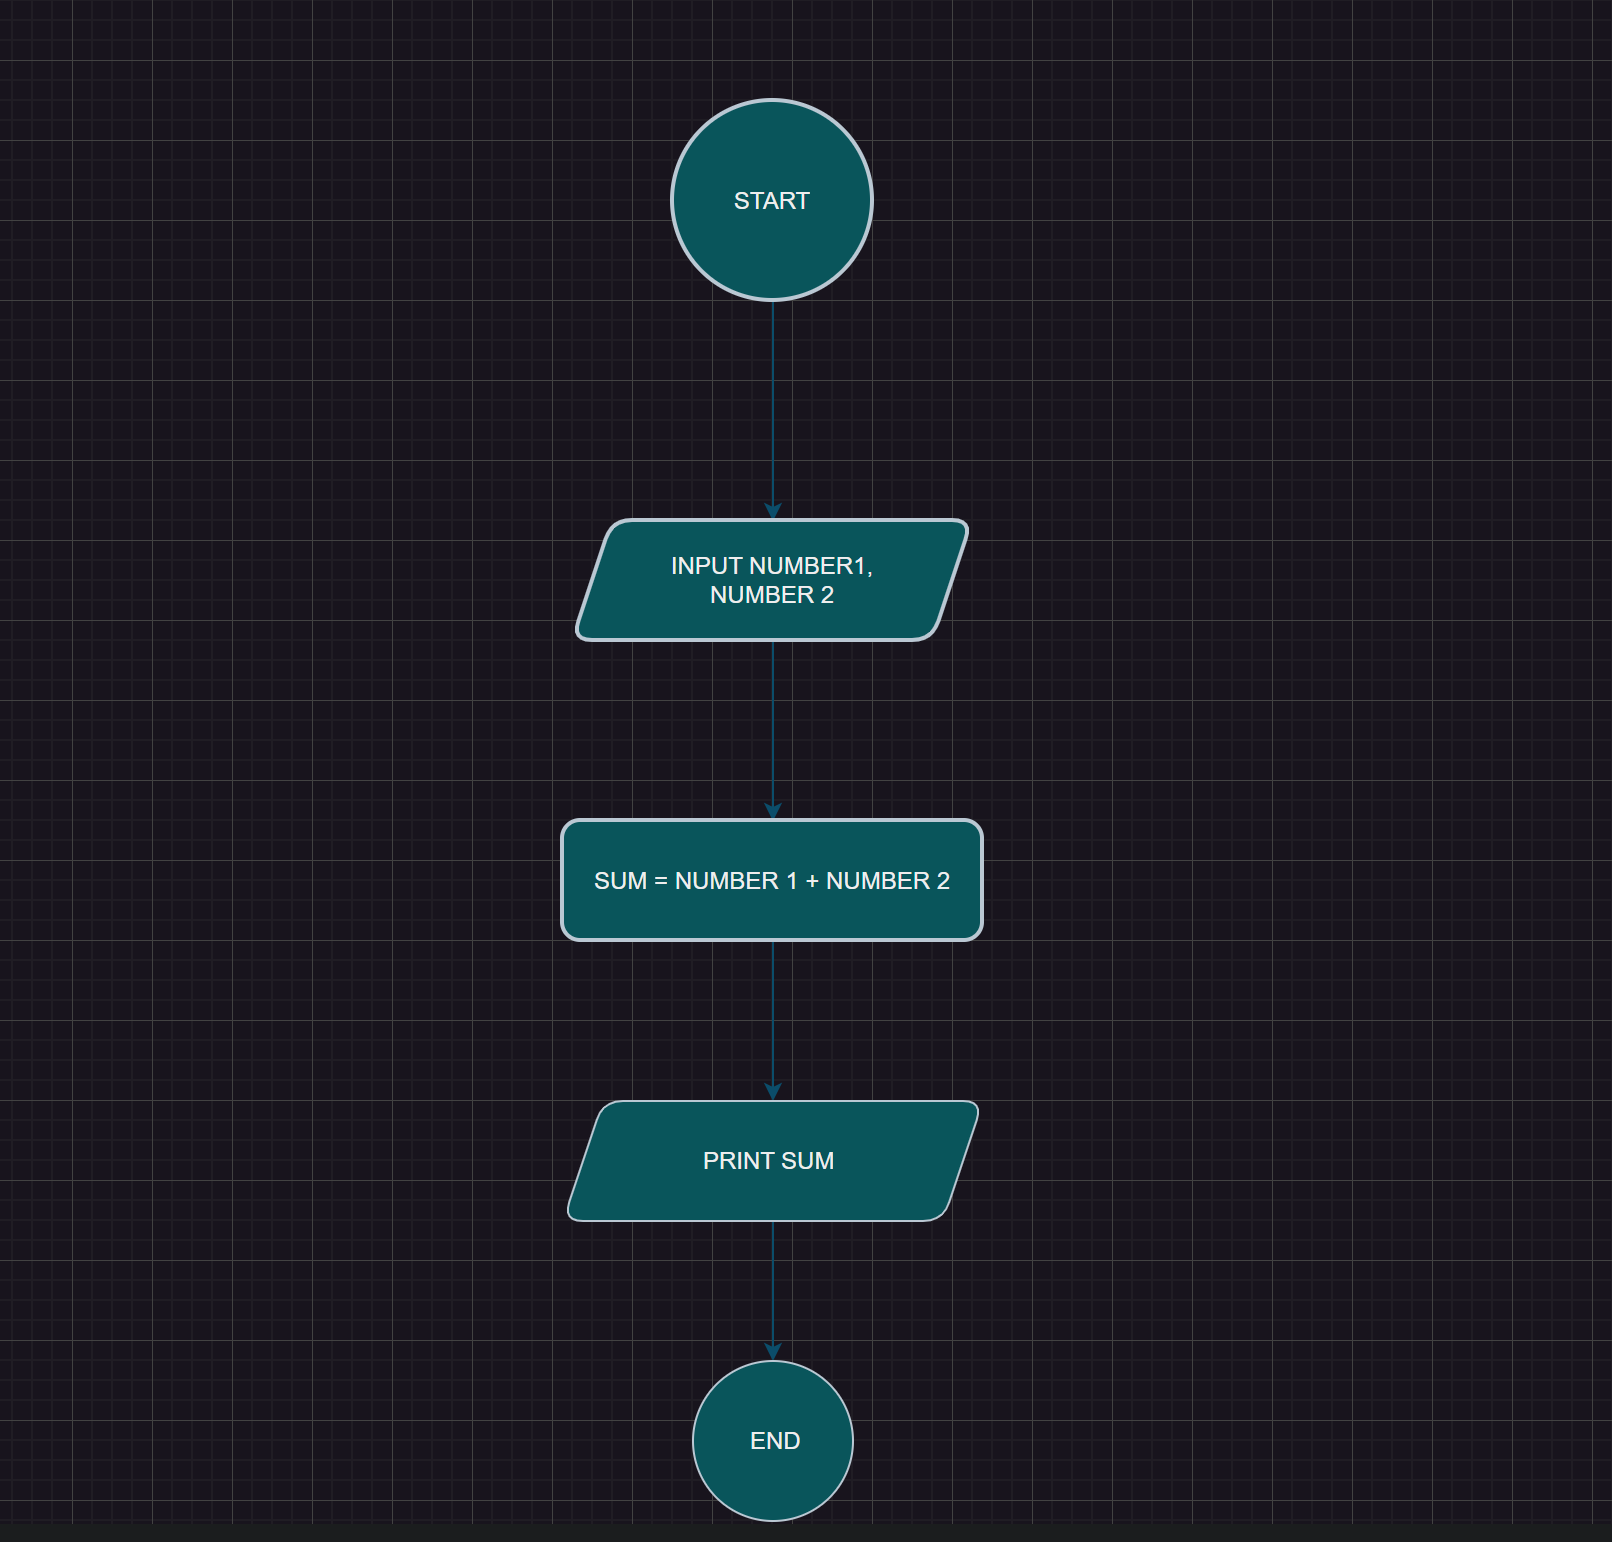 START
INPUT NUMBER1,
NUMBER 2
SUM = NUMBER 1 + NUMBER 2
PRINT SUM
END